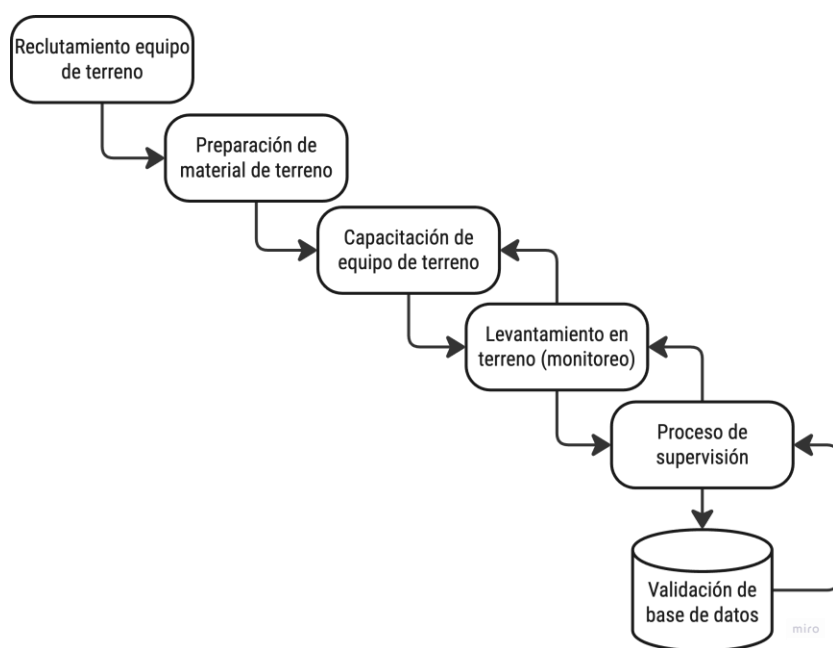 Reclutamiento equipo
de terreno
Preparación de
material de terreno
Capacitación de
equipo de terreno
Levantamiento en
terreno (monitoreo)
Proceso de
supervisión
Validación de
base de datos
miro